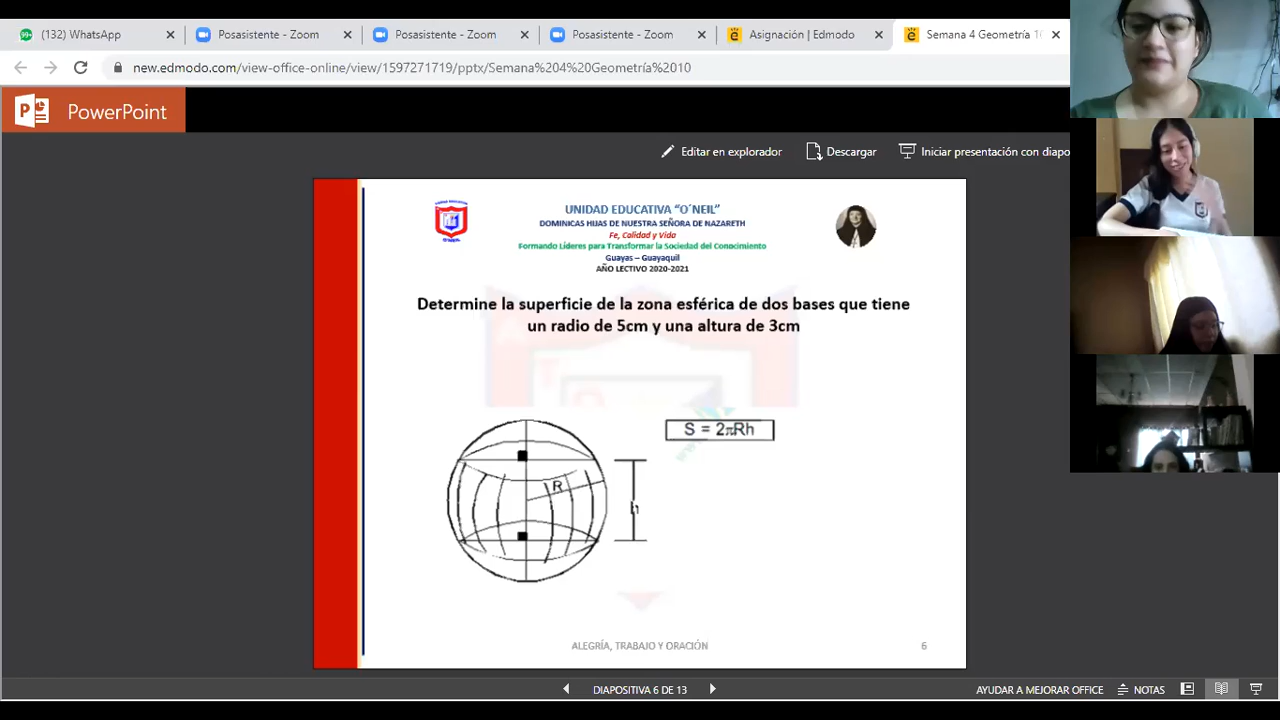 (132) WhatsApp
Posasistente - Zoom
Posasistente - Zoom
Posasistente - Zoom
Asignación | Edmodo
Semana 4 Geometría 10
new.edmodo.com/view-office-online/view/1597271719/pptx/Semana%204%20Geometría%2010
PowerPoint
Editar en explorador
Descargar
Iniciar presentación con diapo
UNIDAD EDUCATIVA “O´NEIL”
DOMINICAS HIJAS DE NUESTRA SEÑORA DE NAZARETH
Fe, Calidad y Vida
Formando Líderes para Transformar la Sociedad del Conocimiento
Guayas – Guayaquil
AÑO LECTIVO 2020-2021
Determine la superficie de la zona esférica de dos bases que tiene
un radio de 5cm y una altura de 3cm
S = 2πRh
R
h
ALEGRÍA, TRABAJO Y ORACIÓN
6
DIAPOSITIVA 6 DE 13
AYUDAR A MEJORAR OFFICE
NOTAS